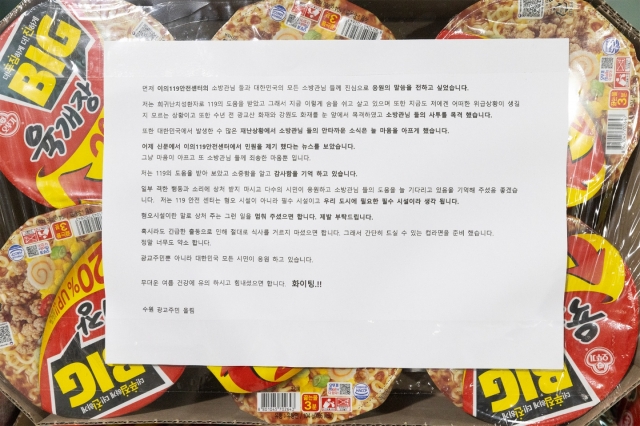 먼저 이의119안전센터의 소방관님 들과 대한민국의 모든 소방관님 들께 진심으로 응원의 말씀을 전하고 싶었습니다.
저는 희귀난치성환자로 119의 도움을 받았고 그래서 지금 이렇게 숨을 쉬고 살고 있으며 또한 지금도 저에겐 어떠한 위급상황이 생길
지 모르는 상황이고 또한 수년 전 광교산 화재와 강원도 화재를 눈 앞에서 목격하였고 소방관님 들의 사투를 목격 했습니다.
또한 대한민국에서 발생한 수 많은 재난상황에서 소방관님 들의 안타까운 소식은 늘 마음을 아프게 했습니다.
어제 신문에서 이의119안전센터에서 민원을 제기 했다는 뉴스를 보았습니다.
그날 마음이 아프고 또 소방관님 들께 죄송한 마음뿐 입니다.
저는 119의 도움을 받아 보았고 소중함을 알고 감사함을 기억 하고 있습니다.
일부 격한 행동과 소리에 상처 받지 마시고 다수의 시민이 응원하고 소방관님 들의 도움을 늘 기다리고 있음을 기억해 주셨음 좋겠습
니다. 저는 119 안전 센타는 혐오 시설이 아니라 필수 시설이고 우리 도시에 필요한 필수 시설이라 생각 됩니다.
혐오시설이란 말로 상처 주는 그런 일을 멈춰 주셨으면 합니다. 제발 부탁드립니다.
혹시라도 긴급한 출동으로 인해 절대로 식사를 거르지 마셨으면 합니다. 그래서 간단히 드실 수 있는 컵라면을 준비 했습니다.
정말 너무도 약소 합니다.
광교주민뿐 아니라 대한민국 모든 시민이 응원 하고 있습니다.
무더운 여름 건강에 유의 하시고 힘내셨으면 합니다. 화이팅.!!
수원 광교주민 올림
BIG
육개장
20% UP!
BIG
BIG
BIG
오뚜기
3분